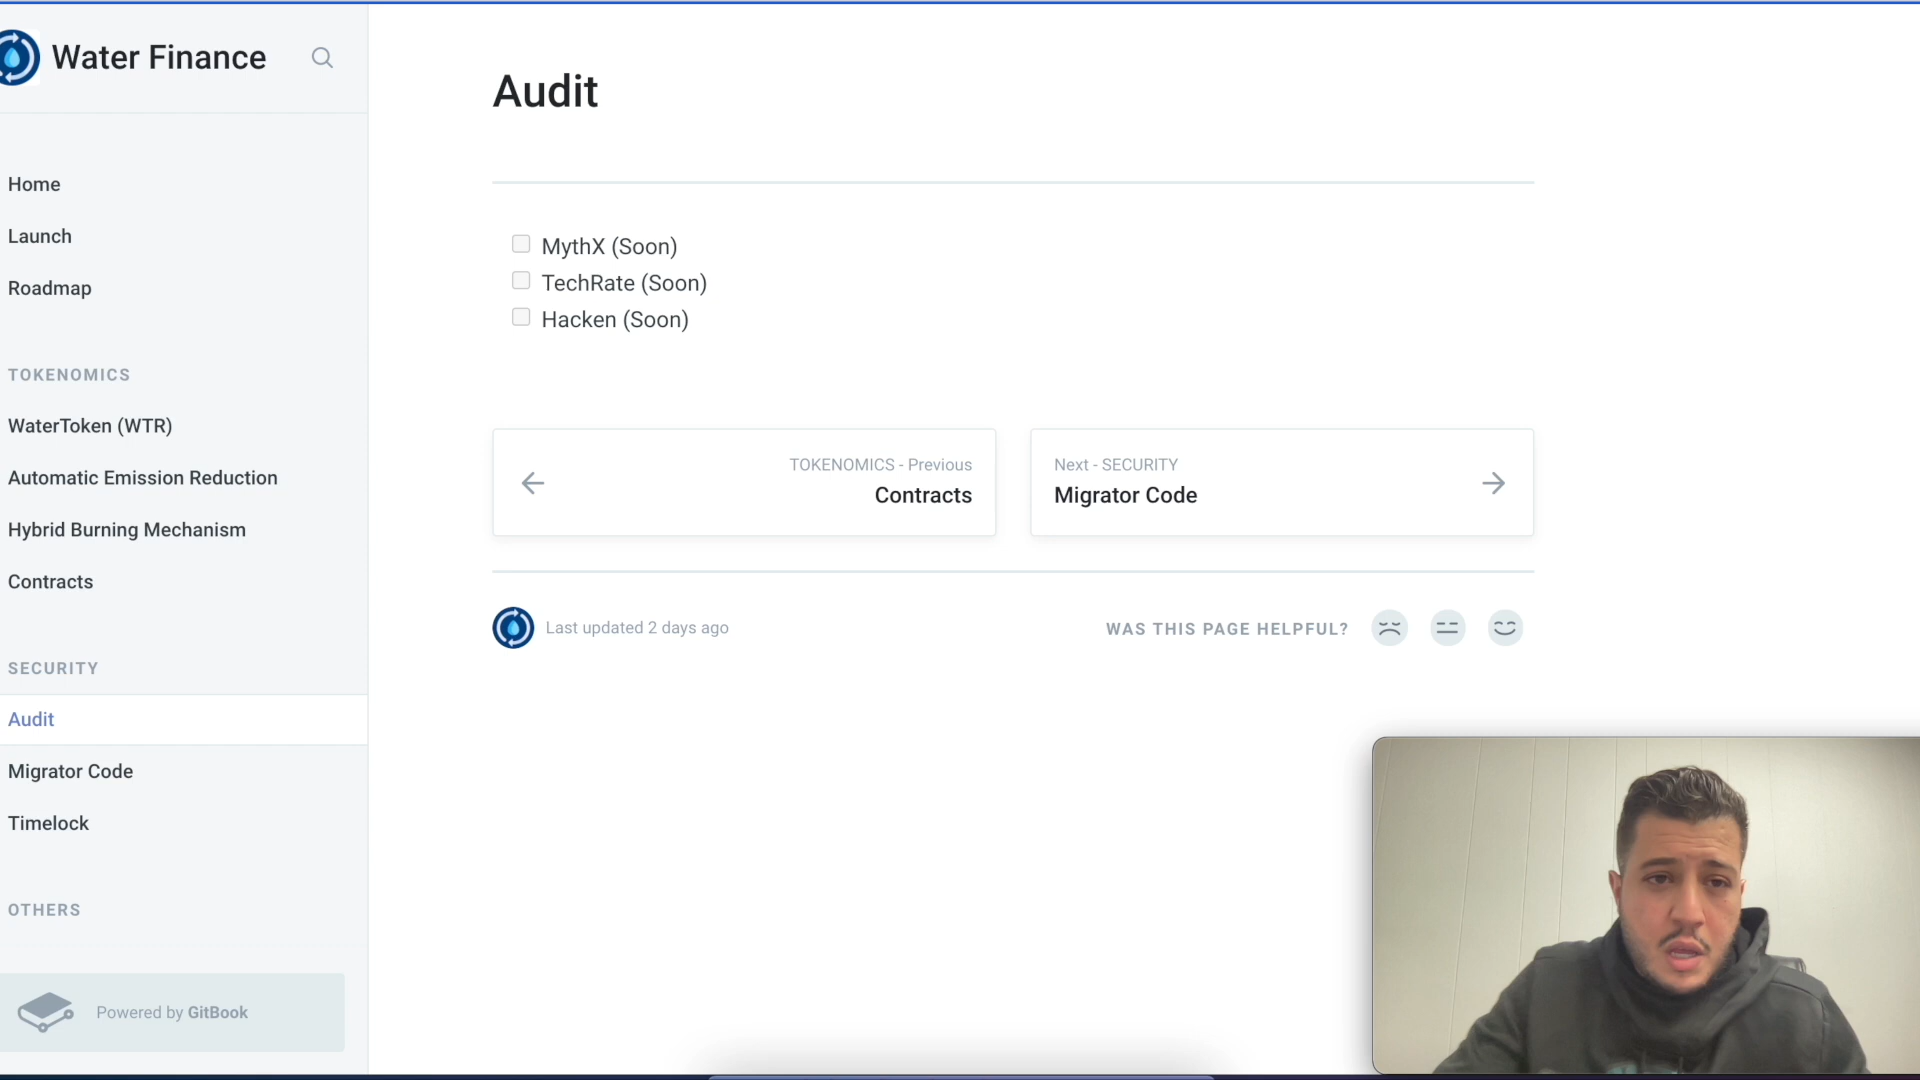 Water Finance
Home
Launch
Roadmap
TOKENOMICS
WaterToken (WTR)
Automatic Emission Reduction
Hybrid Burning Mechanism
Contracts
SECURITY
Audit
Migrator Code
Timelock
OTHERS
Powered by GitBook
Audit
MythX (Soon)
TechRate (Soon)
Hacken (Soon)
TOKENOMICS - Previous
Contracts
Next - SECURITY
Migrator Code
Last updated 2 days ago
WAS THIS PAGE HELPFUL?